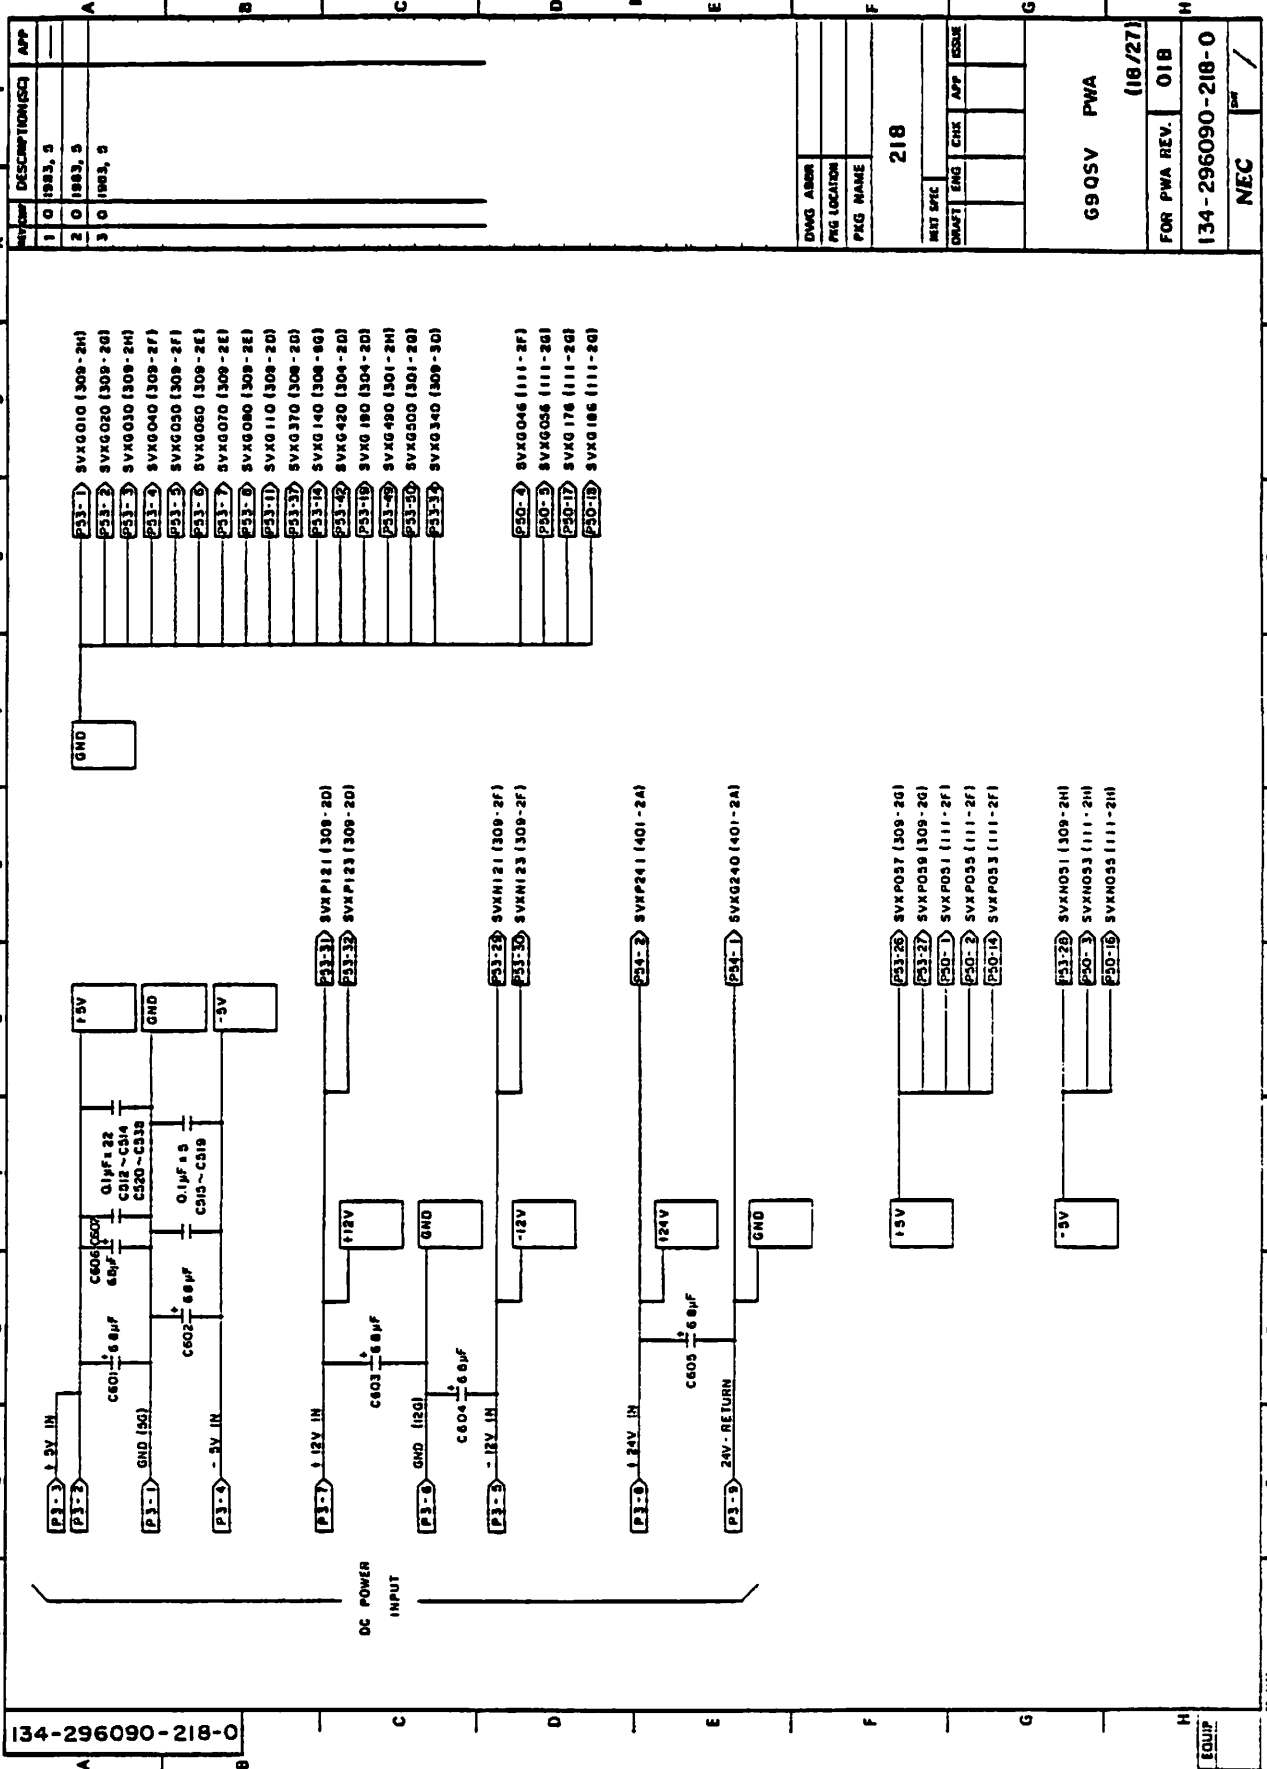 134-296090-218-0
A
B
C
D
E
F
G
H
EQUIP
DC POWER
INPUT
P3-3
+5V IN
P3-2
P3-1
GND (5G)
P3-4
-5V IN
C601
6.8μF
C602
6.8μF
C606
C607
6.8μF
0.1μF x 22
C512~C514
C520~C538
0.1μF x 5
C515~C519
+5V
GND
-5V
P3-7
+12V IN
P3-6
GND (12G)
P3-5
-12V IN
C603
6.8μF
C604
6.8μF
+12V
GND
-12V
P53-31 SVXP121 (309-2D)
P53-32 SVXP123 (309-2D)
P53-29 SVXN121 (309-2F)
P53-30 SVXN123 (309-2F)
P3-8
+24V IN
P3-9
24V-RETURN
C605
6.8μF
+24V
GND
P54-2 SVXP241 (401-2A)
P54-1 SVXG240 (401-2A)
+5V
P53-26 SVXP057 (309-2G)
P53-27 SVXP059 (309-2G)
P50-1 SVXP051 (111-2F)
P50-2 SVXP055 (111-2F)
P50-14 SVXP053 (111-2F)
-5V
P53-28 SVXN051 (309-2H)
P50-3 SVXN053 (111-2H)
P50-16 SVXN055 (111-2H)
GND
P53-1 SVXG010 (309-2H)
P53-2 SVXG020 (309-2G)
P53-3 SVXG030 (309-2H)
P53-4 SVXG040 (309-2F)
P53-5 SVXG050 (309-2F)
P53-6 SVXG060 (309-2E)
P53-7 SVXG070 (309-2E)
P53-8 SVXG080 (309-2E)
P53-11 SVXG110 (309-2D)
P53-37 SVXG370 (308-2D)
P53-14 SVXG140 (308-8G)
P53-42 SVXG420 (304-2D)
P53-19 SVXG190 (304-2D)
P53-49 SVXG490 (301-2H)
P53-50 SVXG500 (301-2G)
P53-34 SVXG340 (309-3D)
P50-4 SVXG046 (111-2F)
P50-5 SVXG056 (111-2G)
P50-17 SVXG176 (111-2G)
P50-18 SVXG186 (111-2G)
DESCRIPTION(SC) APP
1 0 1983, 5
2 0 1983, 5
3 0 1983, 5
DWG ABBR
PKG LOCATION
PKG NAME
218
NEXT SPEC
DRAFT ENG CHK APP ISSUE
G9QSV PWA
(18/27)
FOR PWA REV. 01B
134-296090-218-0
NEC
A
B
C
D
E
F
G
H